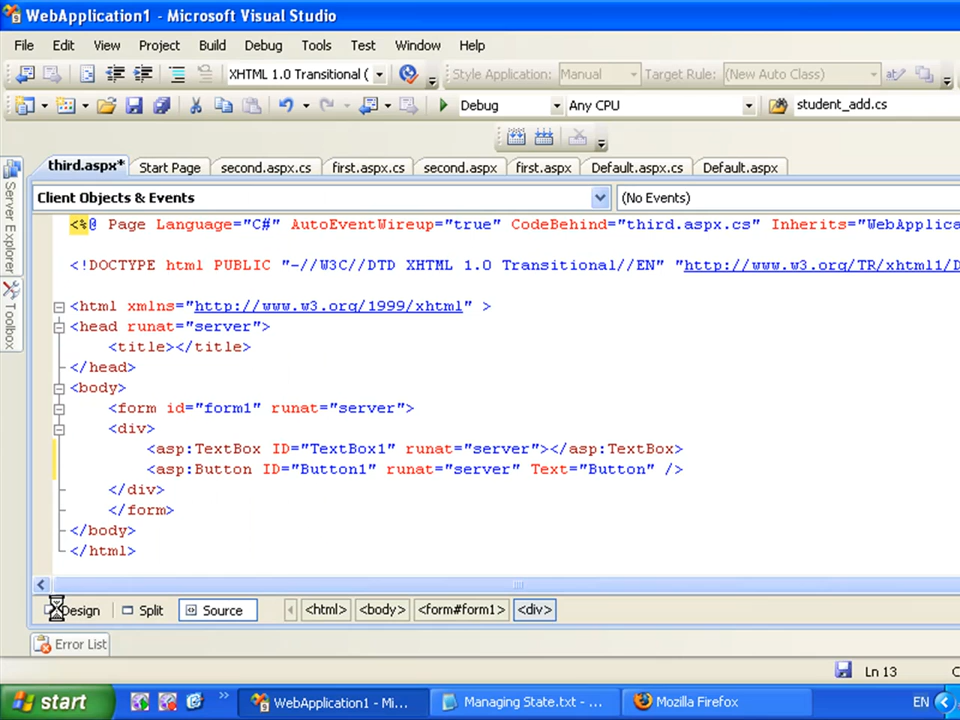 WebApplication1 - Microsoft Visual Studio
File Edit View Project Build Debug Tools Test Window Help
XHTML 1.0 Transitional ( Style Application: Manual Target Rule: (New Auto Class)
Debug Any CPU student_add.cs
third.aspx* Start Page second.aspx.cs first.aspx.cs second.aspx first.aspx Default.aspx.cs Default.aspx
Server Explorer
Toolbox
Client Objects & Events (No Events)
<%@ Page Language="C#" AutoEventWireup="true" CodeBehind="third.aspx.cs" Inherits="WebApplica
<!DOCTYPE html PUBLIC "-//W3C//DTD XHTML 1.0 Transitional//EN" "http://www.w3.org/TR/xhtml1/D
<html xmlns="http://www.w3.org/1999/xhtml" >
<head runat="server">
<title></title>
</head>
<body>
<form id="form1" runat="server">
<div>
<asp:TextBox ID="TextBox1" runat="server"></asp:TextBox>
<asp:Button ID="Button1" runat="server" Text="Button" />
</div>
</form>
</body>
</html>
Design Split Source <html> <body> <form#form1> <div>
Error List
Ln 13 C
start WebApplication1 - Mi... Managing State.txt - ... Mozilla Firefox EN